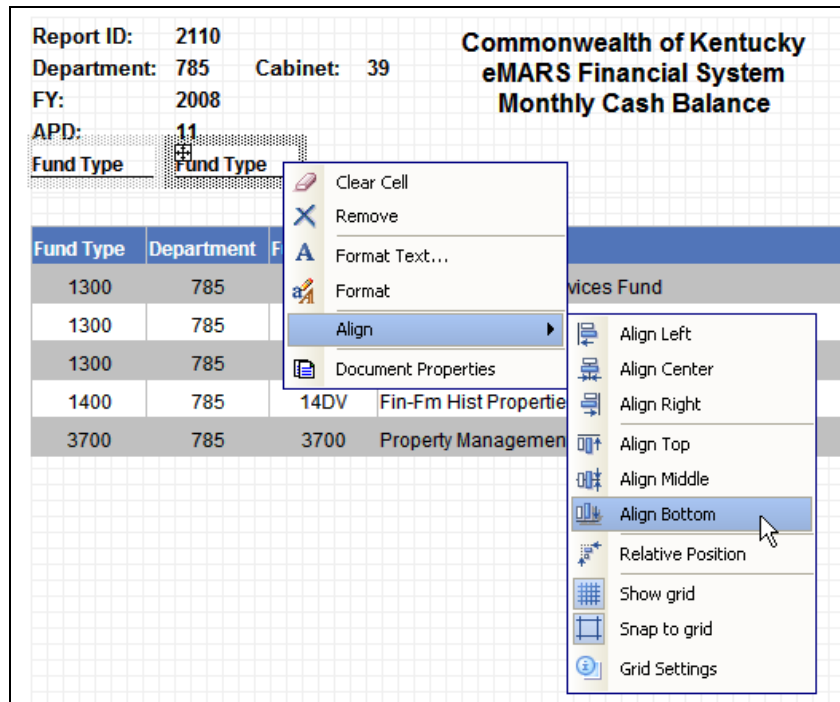 Report ID: 2110
Commonwealth of Kentucky
Department: 785 Cabinet: 39
eMARS Financial System
FY: 2008
Monthly Cash Balance
APD: 11
Fund Type Fund Type
Clear Cell
Remove
Format Text...
Format
Align
Document Properties
Fund Type Department F
1300 785 vices Fund
1300 785
1300 785
1400 785 14DV Fin-Fm Hist Propertie
3700 785 3700 Property Managemen
Align Left
Align Center
Align Right
Align Top
Align Middle
Align Bottom
Relative Position
Show grid
Snap to grid
Grid Settings